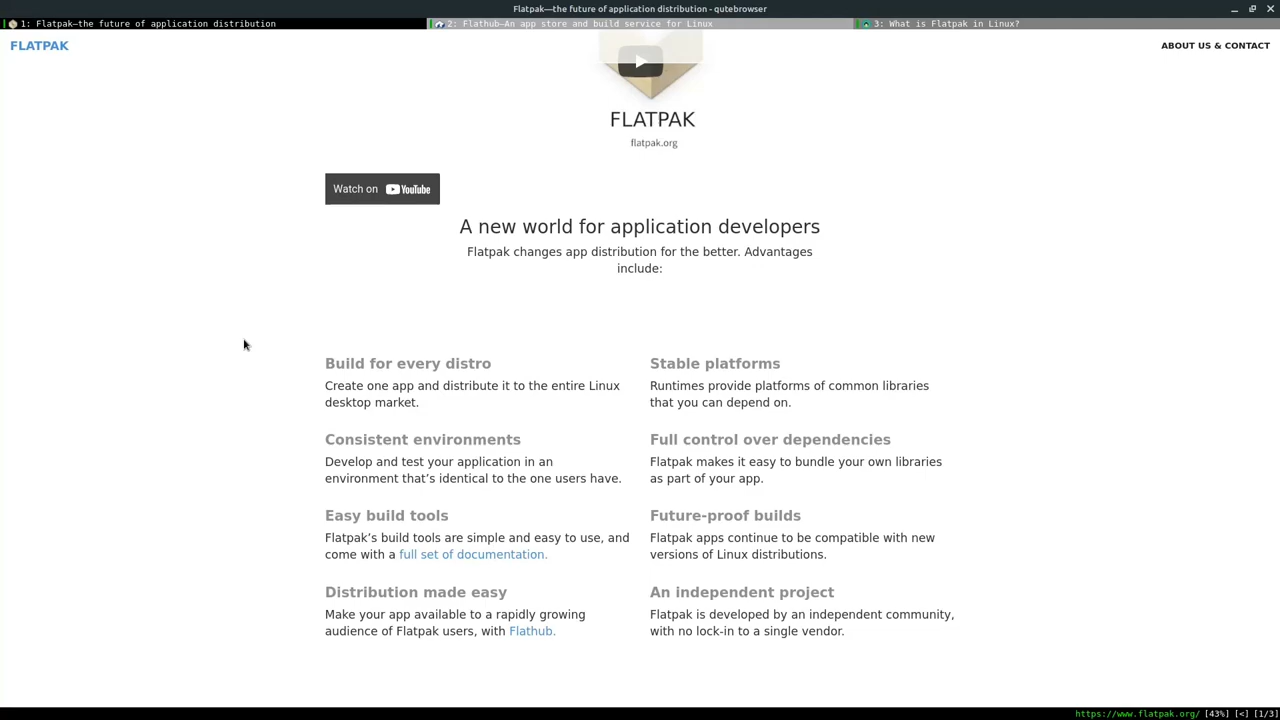 Flatpak—the future of application distribution - qutebrowser
1: Flatpak—the future of application distribution
2: Flathub—An app store and build service for Linux
3: What is Flatpak in Linux?
FLATPAK
ABOUT US & CONTACT
FLATPAK
flatpak.org
Watch on YouTube
A new world for application developers
Flatpak changes app distribution for the better. Advantages
include:
Build for every distro
Create one app and distribute it to the entire Linux
desktop market.
Stable platforms
Runtimes provide platforms of common libraries
that you can depend on.
Consistent environments
Develop and test your application in an
environment that’s identical to the one users have.
Full control over dependencies
Flatpak makes it easy to bundle your own libraries
as part of your app.
Easy build tools
Flatpak’s build tools are simple and easy to use, and
come with a full set of documentation.
Future-proof builds
Flatpak apps continue to be compatible with new
versions of Linux distributions.
Distribution made easy
Make your app available to a rapidly growing
audience of Flatpak users, with Flathub.
An independent project
Flatpak is developed by an independent community,
with no lock-in to a single vendor.
https://www.flatpak.org/ [43%] [<] [1/3]